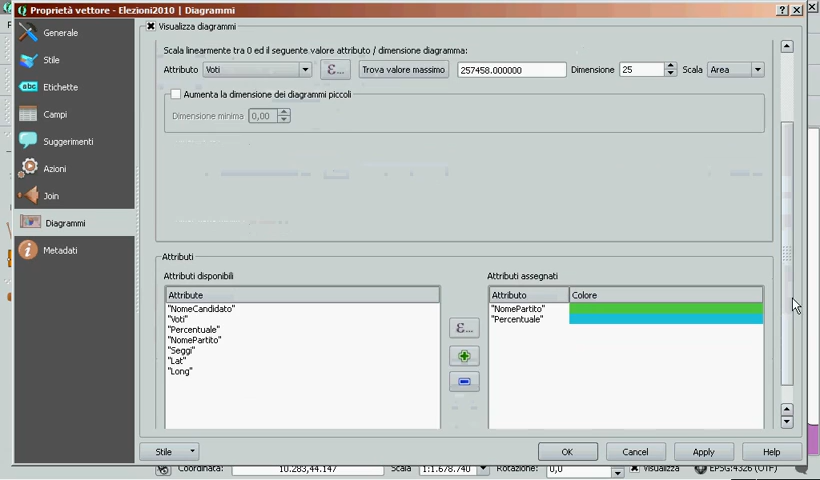 Proprietà vettore - Elezioni2010 | Diagrammi
Generale
Stile
Etichette
Campi
Suggerimenti
Azioni
Join
Diagrammi
Metadati
Visualizza diagrammi
Scala linearmente tra 0 ed il seguente valore attributo / dimensione diagramma:
Attributo Voti ε... Trova valore massimo 257458.000000 Dimensione 25 Scala Area
Aumenta la dimensione dei diagrammi piccoli
Dimensione minima 0,00
Attributi
Attributi disponibili
Attribute
"NomeCandidato"
"Voti"
"Percentuale"
"NomePartito"
"Seggi"
"Lat"
"Long"
ε...
Attributi assegnati
Attributo Colore
"NomePartito"
"Percentuale"
Stile OK Cancel Apply Help
Coordinata: 10.283,44.147 Scala 1:1.678.740 Rotazione: 0,0 Visualizza EPSG:4326 (OTF)